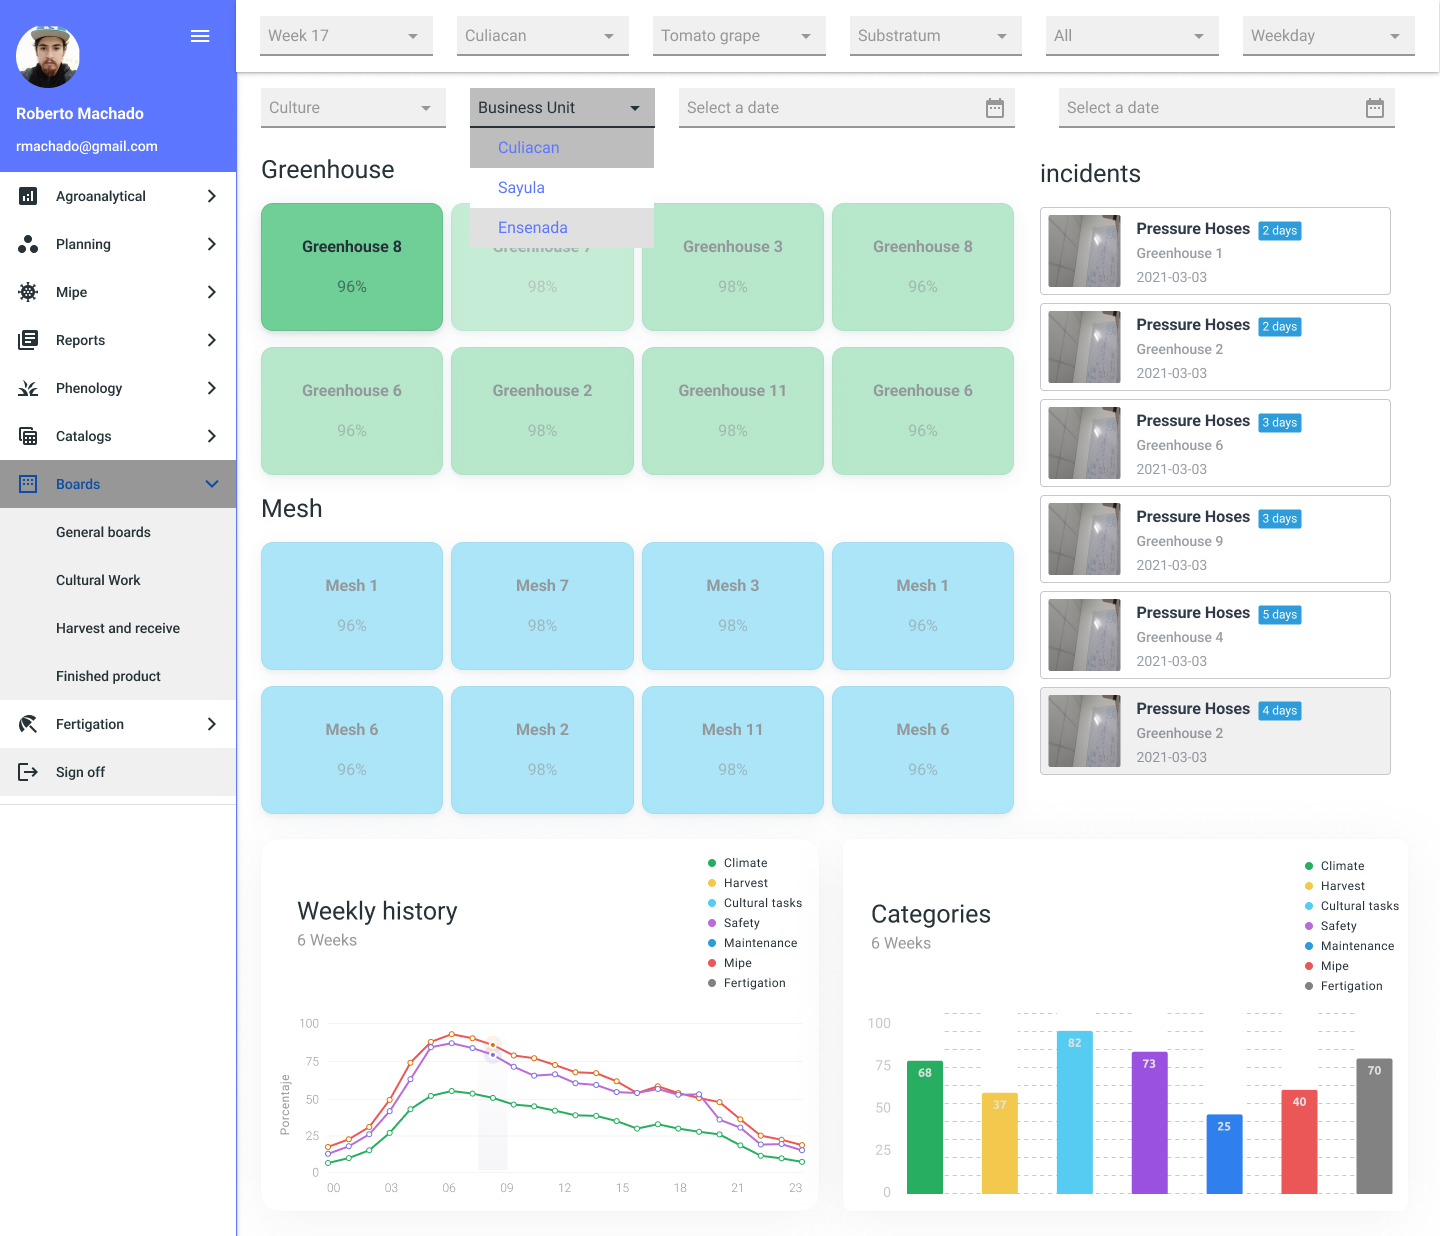 Roberto Machado
rmachado@gmail.com
Agroanalytical
Planning
Mipe
Reports
Phenology
Catalogs
Boards
General boards
Cultural Work
Harvest and receive
Finished product
Fertigation
Sign off
Week 17
Culiacan
Tomato grape
Substratum
All
Weekday
Culture
Business Unit
Select a date
Select a date
Culiacan
Sayula
Ensenada
Greenhouse
Greenhouse 8
96%
Greenhouse 7
98%
Greenhouse 3
98%
Greenhouse 8
96%
Greenhouse 6
96%
Greenhouse 2
98%
Greenhouse 11
98%
Greenhouse 6
96%
Mesh
Mesh 1
96%
Mesh 7
98%
Mesh 3
98%
Mesh 1
96%
Mesh 6
96%
Mesh 2
98%
Mesh 11
98%
Mesh 6
96%
incidents
Pressure Hoses 2 days
Greenhouse 1
2021-03-03
Pressure Hoses 2 days
Greenhouse 2
2021-03-03
Pressure Hoses 3 days
Greenhouse 6
2021-03-03
Pressure Hoses 3 days
Greenhouse 9
2021-03-03
Pressure Hoses 5 days
Greenhouse 4
2021-03-03
Pressure Hoses 4 days
Greenhouse 2
2021-03-03
Weekly history
6 Weeks
Climate
Harvest
Cultural tasks
Safety
Maintenance
Mipe
Fertigation
Porcentaje
100
75
50
25
0
00 03 06 09 12 15 18 21 23
Categories
6 Weeks
Climate
Harvest
Cultural tasks
Safety
Maintenance
Mipe
Fertigation
100
75
50
25
0
68
37
82
73
25
40
70